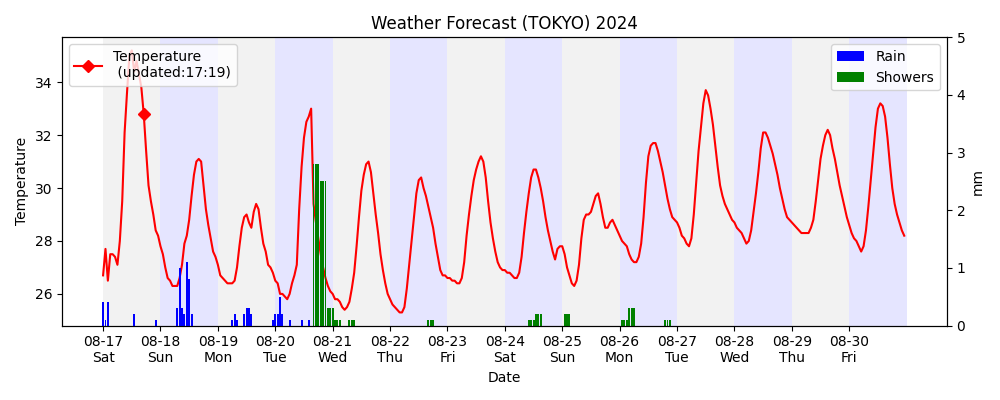 Weather Forecast (TOKYO) 2024
Temperature
(updated:17:19)
Rain
Showers
Temperature
34
32
30
28
26
5
4
3
2
1
0
mm
08-17 08-18 08-19 08-20 08-21 08-22 08-23 08-24 08-25 08-26 08-27 08-28 08-29 08-30
Sat Sun Mon Tue Wed Thu Fri Sat Sun Mon Tue Wed Thu Fri
Date